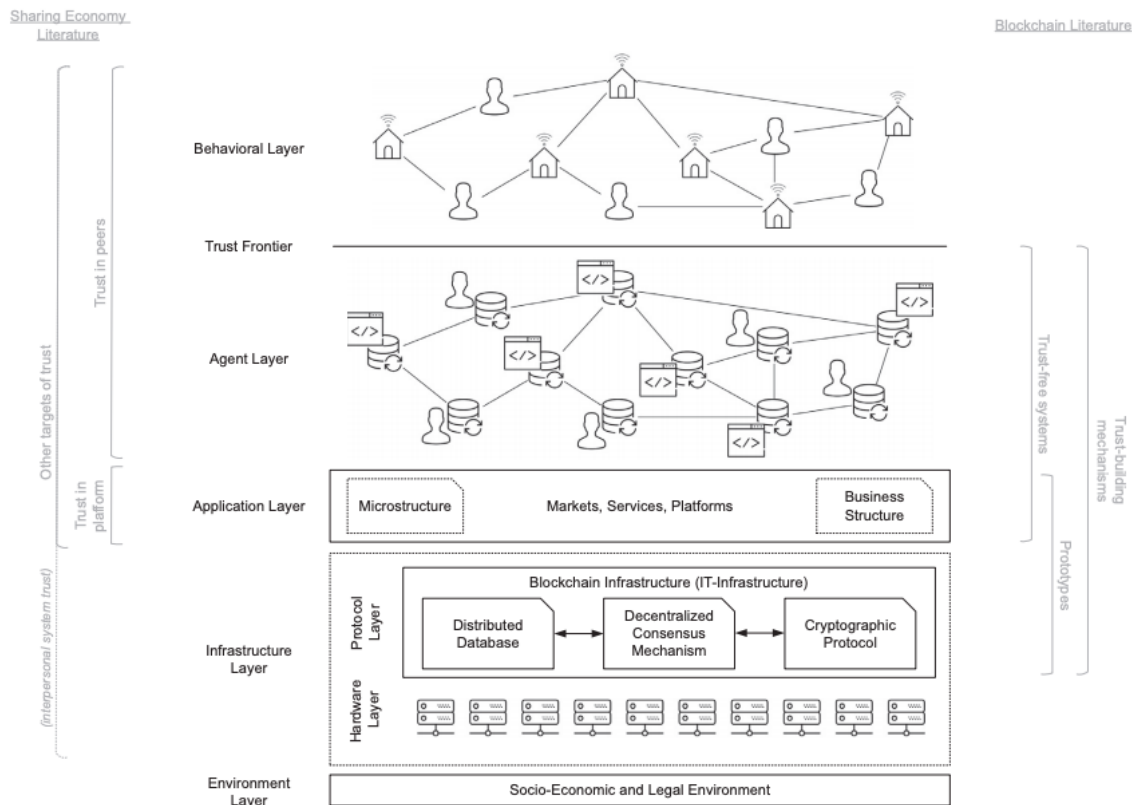 Sharing Economy
Literature
Blockchain Literature
Behavioral Layer
Trust Frontier
Agent Layer
</>
</>
</>
</>
</>
</>
Trust in peers
Other targets of trust
Trust in
platform
(interpersonal system trust)
Trust-free systems
Trust-building
mechanisms
Prototypes
Application Layer
Microstructure
Markets, Services, Platforms
Business
Structure
Infrastructure
Layer
Protocol
Layer
Blockchain Infrastructure (IT-Infrastructure)
Distributed
Database
Decentralized
Consensus
Mechanism
Cryptographic
Protocol
Hardware
Layer
Environment
Layer
Socio-Economic and Legal Environment